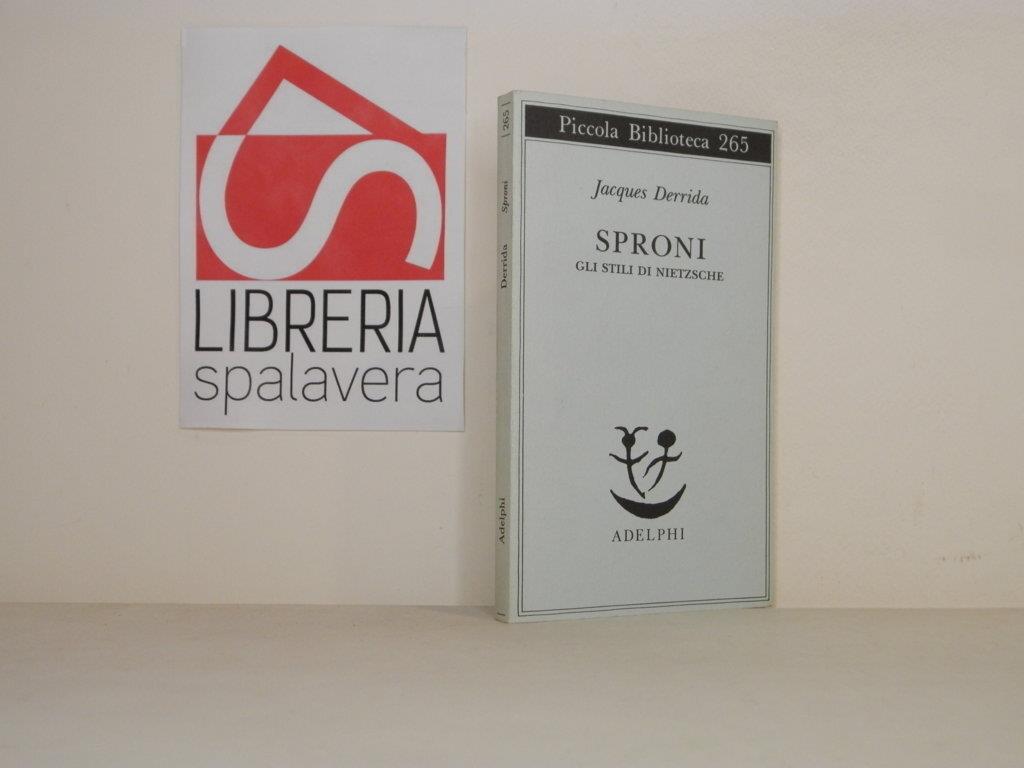 LIBRERIA
spalavera
| 265 |
Sproni
Derrida
Adelphi
Piccola Biblioteca 265
Jacques Derrida
SPRONI
GLI STILI DI NIETZSCHE
ADELPHI